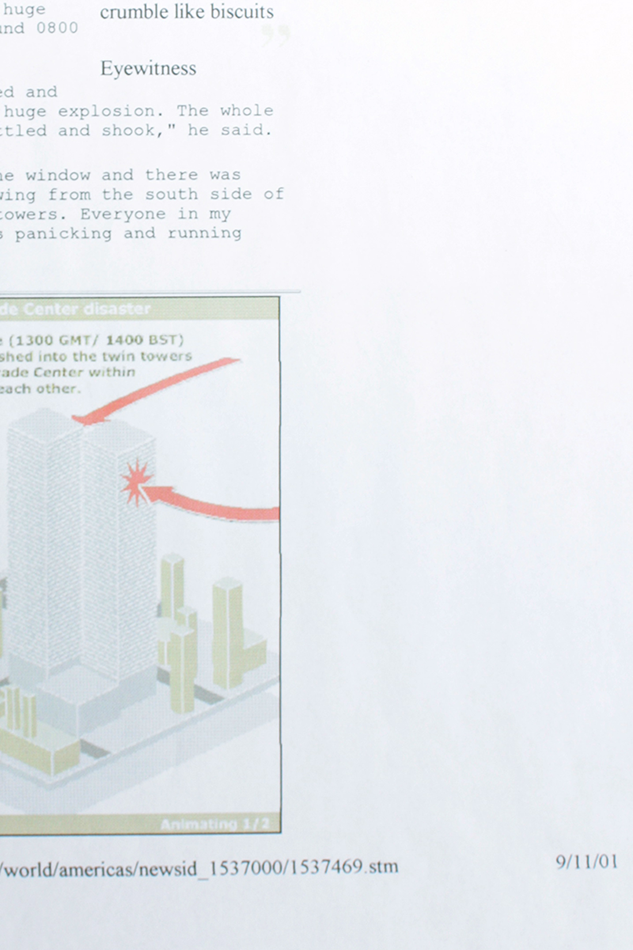 huge
crumble like biscuits
und 0800
”
Eyewitness
ed and
huge explosion. The whole
ttled and shook," he said.
he window and there was
wing from the south side of
towers. Everyone in my
s panicking and running
de Center disaster
e (1300 GMT/ 1400 BST)
shed into the twin towers
ade Center within
each other.
Animating 1/2
/world/americas/newsid_1537000/1537469.stm
9/11/01